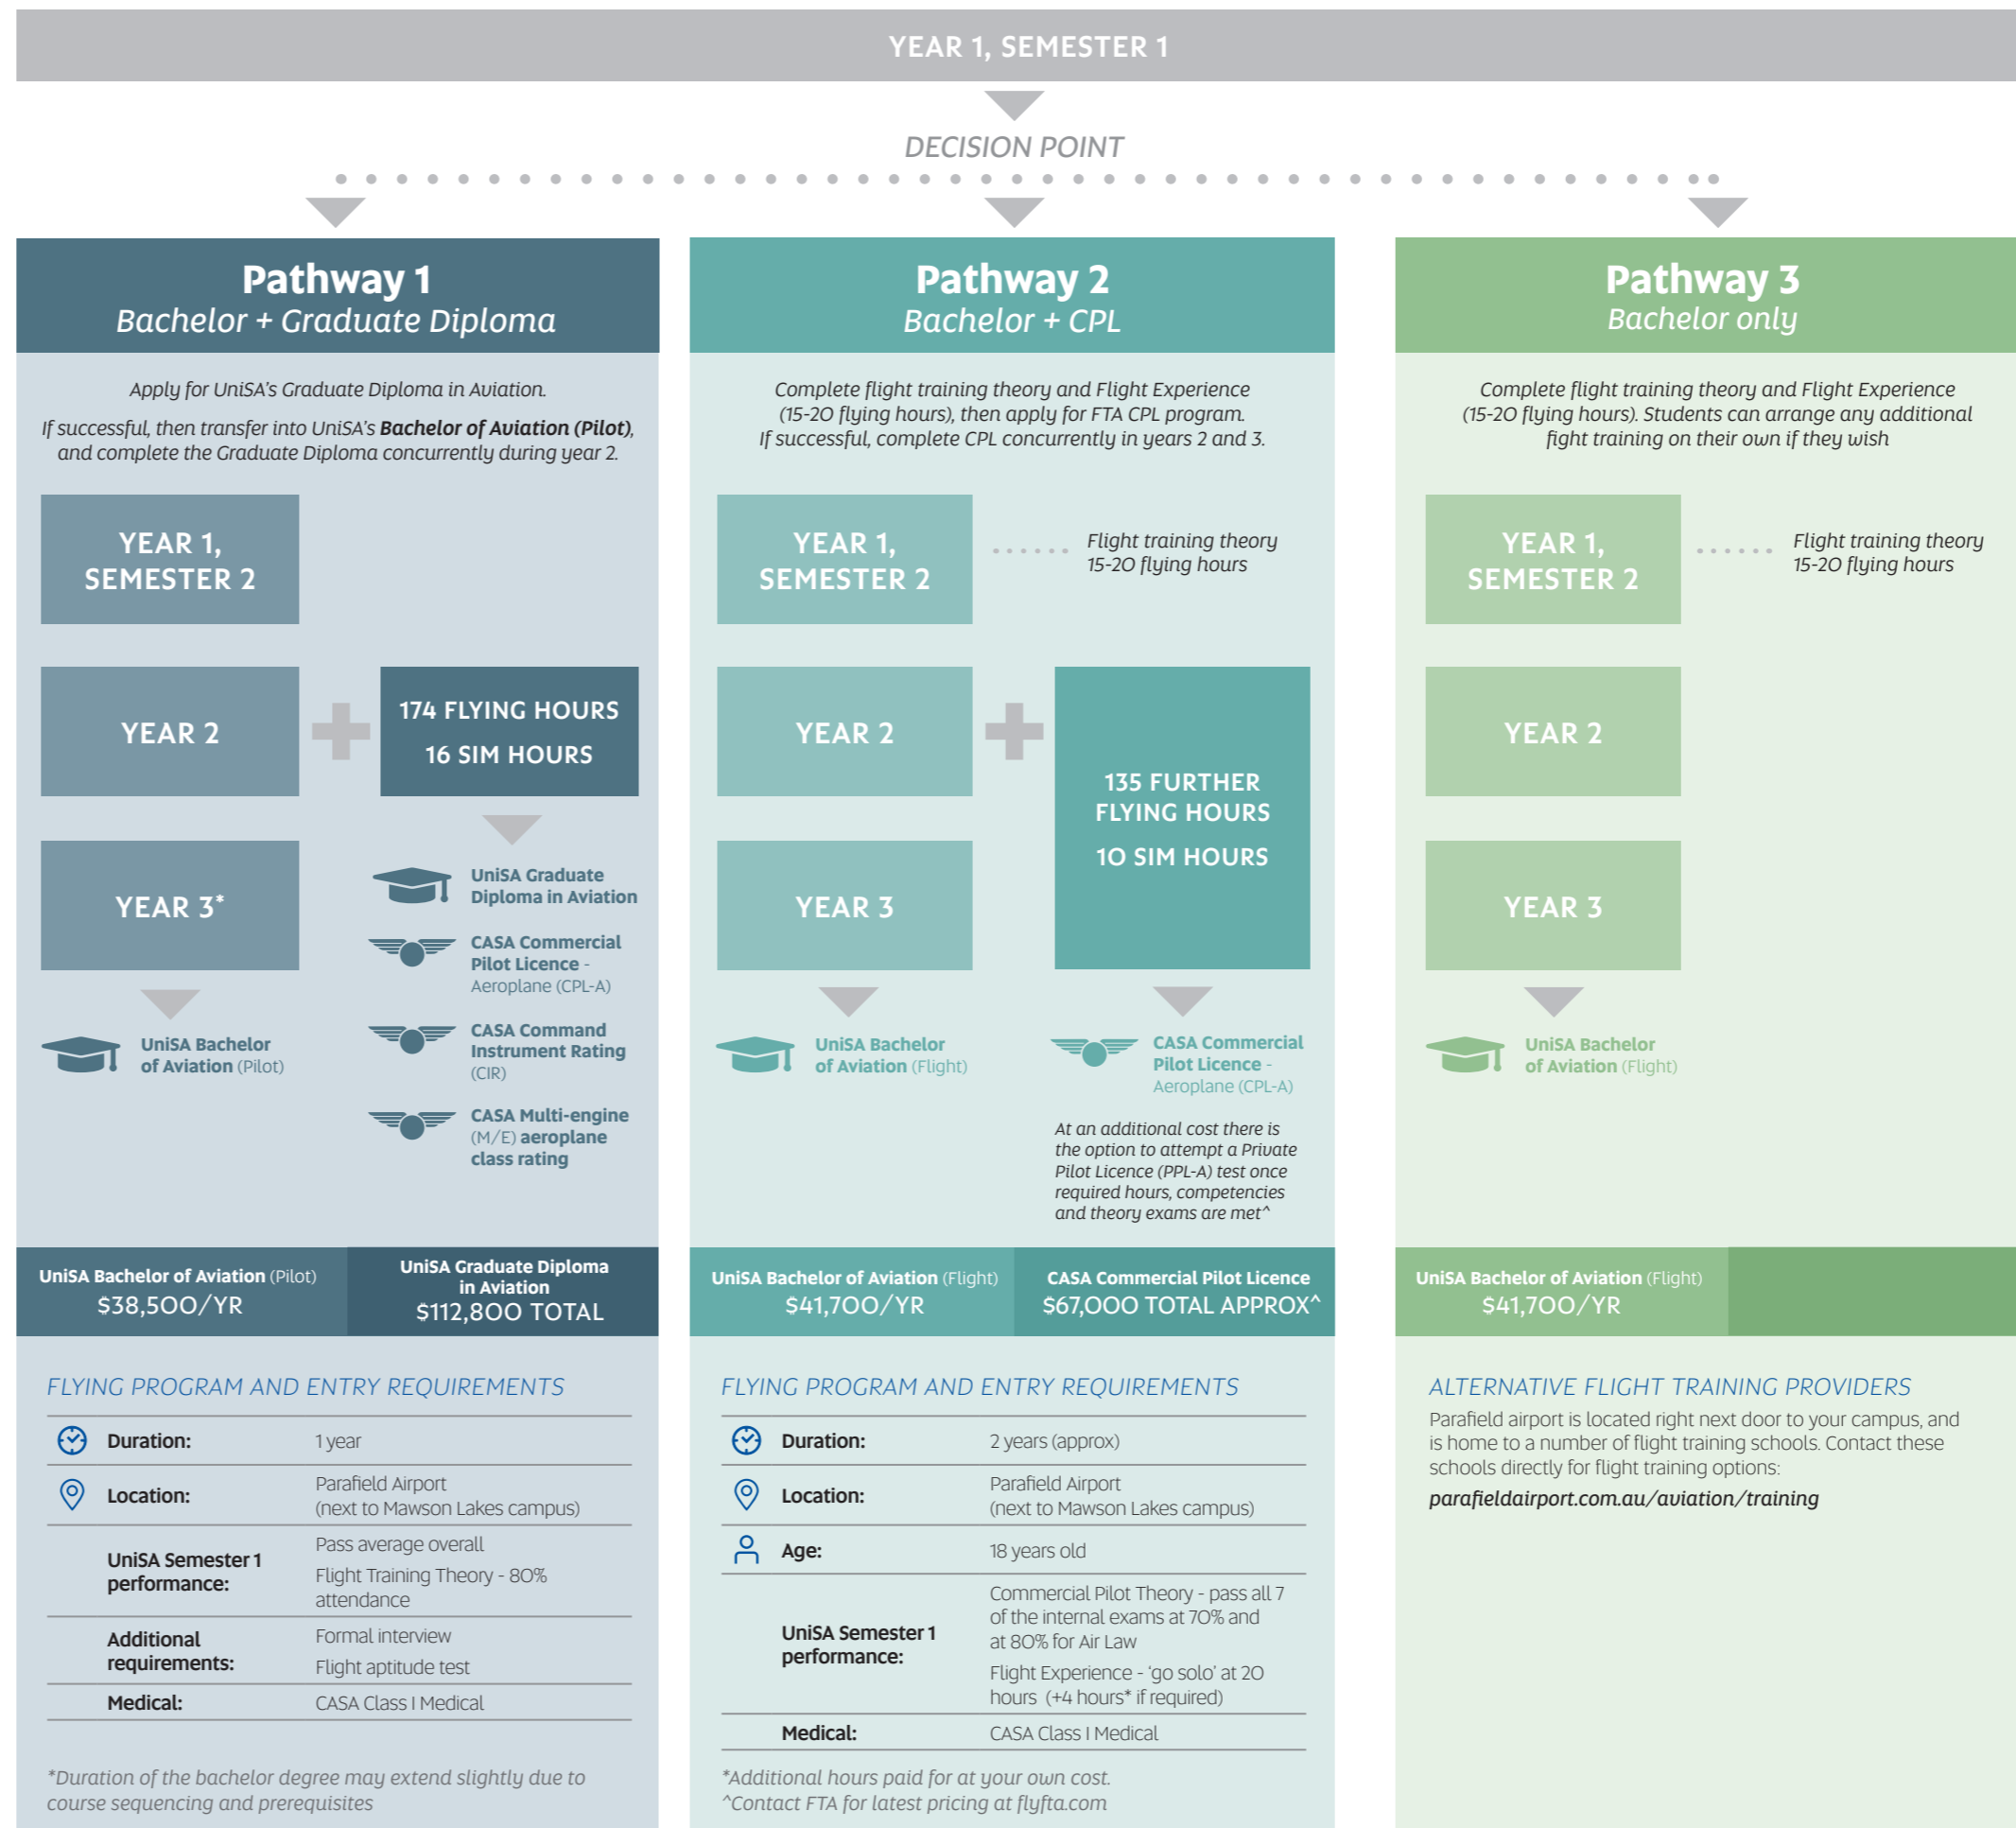 YEAR 1, SEMESTER 1
DECISION POINT
Pathway 1
Bachelor + Graduate Diploma
Apply for UniSA's Graduate Diploma in Aviation.
If successful, then transfer into UniSA's Bachelor of Aviation (Pilot),
and complete the Graduate Diploma concurrently during year 2.
YEAR 1,
SEMESTER 2
YEAR 2
174 FLYING HOURS
16 SIM HOURS
YEAR 3*
UniSA Graduate
Diploma in Aviation
CASA Commercial
Pilot Licence -
Aeroplane (CPL-A)
CASA Command
Instrument Rating
(CIR)
CASA Multi-engine
(M/E) aeroplane
class rating
UniSA Bachelor
of Aviation (Pilot)
UniSA Bachelor of Aviation (Pilot)
$38,500/YR
UniSA Graduate Diploma
in Aviation
$112,800 TOTAL
FLYING PROGRAM AND ENTRY REQUIREMENTS
Duration: 1 year
Location: Parafield Airport
(next to Mawson Lakes campus)
UniSA Semester 1
performance:
Pass average overall
Flight Training Theory - 80%
attendance
Additional
requirements:
Formal interview
Flight aptitude test
Medical: CASA Class I Medical
*Duration of the bachelor degree may extend slightly due to
course sequencing and prerequisites
Pathway 2
Bachelor + CPL
Complete flight training theory and Flight Experience
(15-20 flying hours), then apply for FTA CPL program.
If successful, complete CPL concurrently in years 2 and 3.
YEAR 1,
SEMESTER 2
Flight training theory
15-20 flying hours
YEAR 2
135 FURTHER
FLYING HOURS
10 SIM HOURS
YEAR 3
UniSA Bachelor
of Aviation (Flight)
CASA Commercial
Pilot Licence -
Aeroplane (CPL-A)
At an additional cost there is
the option to attempt a Private
Pilot Licence (PPL-A) test once
required hours, competencies
and theory exams are met^
UniSA Bachelor of Aviation (Flight)
$41,700/YR
CASA Commercial Pilot Licence
$67,000 TOTAL APPROX^
FLYING PROGRAM AND ENTRY REQUIREMENTS
Duration: 2 years (approx)
Location: Parafield Airport
(next to Mawson Lakes campus)
Age: 18 years old
UniSA Semester 1
performance:
Commercial Pilot Theory - pass all 7
of the internal exams at 70% and
at 80% for Air Law
Flight Experience - 'go solo' at 20
hours (+4 hours* if required)
Medical: CASA Class I Medical
*Additional hours paid for at your own cost.
^Contact FTA for latest pricing at flyfta.com
Pathway 3
Bachelor only
Complete flight training theory and Flight Experience
(15-20 flying hours). Students can arrange any additional
fight training on their own if they wish
YEAR 1,
SEMESTER 2
Flight training theory
15-20 flying hours
YEAR 2
YEAR 3
UniSA Bachelor
of Aviation (Flight)
UniSA Bachelor of Aviation (Flight)
$41,700/YR
ALTERNATIVE FLIGHT TRAINING PROVIDERS
Parafield airport is located right next door to your campus, and
is home to a number of flight training schools. Contact these
schools directly for flight training options:
parafieldairport.com.au/aviation/training